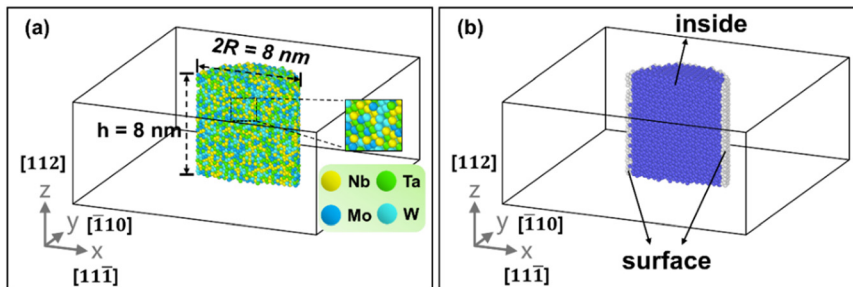 (a)
2R = 8 nm
h = 8 nm
Nb Ta
Mo W
[112]
z
y [1̄10]
x
[111̄]
(b)
inside
[112]
z
y [1̄10]
x
[111̄]
surface